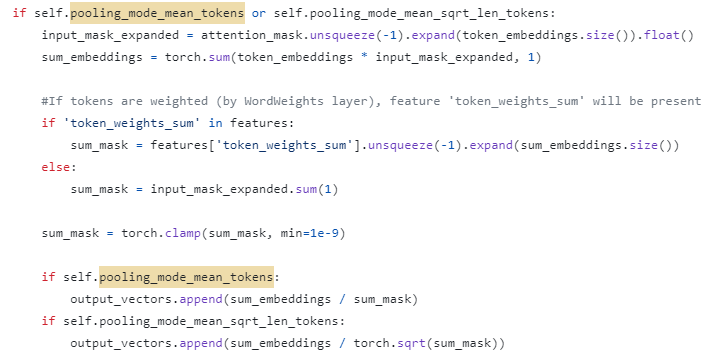 if self.pooling_mode_mean_tokens or self.pooling_mode_mean_sqrt_len_tokens:
    input_mask_expanded = attention_mask.unsqueeze(-1).expand(token_embeddings.size()).float()
    sum_embeddings = torch.sum(token_embeddings * input_mask_expanded, 1)

    #If tokens are weighted (by WordWeights layer), feature 'token_weights_sum' will be present
    if 'token_weights_sum' in features:
        sum_mask = features['token_weights_sum'].unsqueeze(-1).expand(sum_embeddings.size())
    else:
        sum_mask = input_mask_expanded.sum(1)

    sum_mask = torch.clamp(sum_mask, min=1e-9)

    if self.pooling_mode_mean_tokens:
        output_vectors.append(sum_embeddings / sum_mask)
    if self.pooling_mode_mean_sqrt_len_tokens:
        output_vectors.append(sum_embeddings / torch.sqrt(sum_mask))